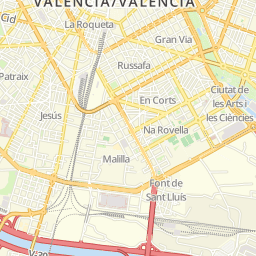 VALÈNCIA/VALENCIA
Cid
La Roqueta
Gran Via
Russafa
Patraix
En Corts
Ciutat de
les Arts i
les Ciències
Jesús
Na Rovella
Malilla
Font de
Sant Lluís
V-30